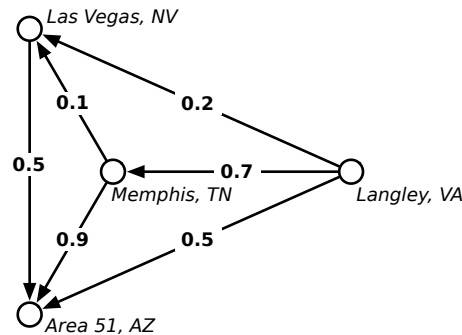 Las Vegas, NV
0.1
0.2
0.5
0.7
Memphis, TN
Langley, VA
0.9
0.5
Area 51, AZ